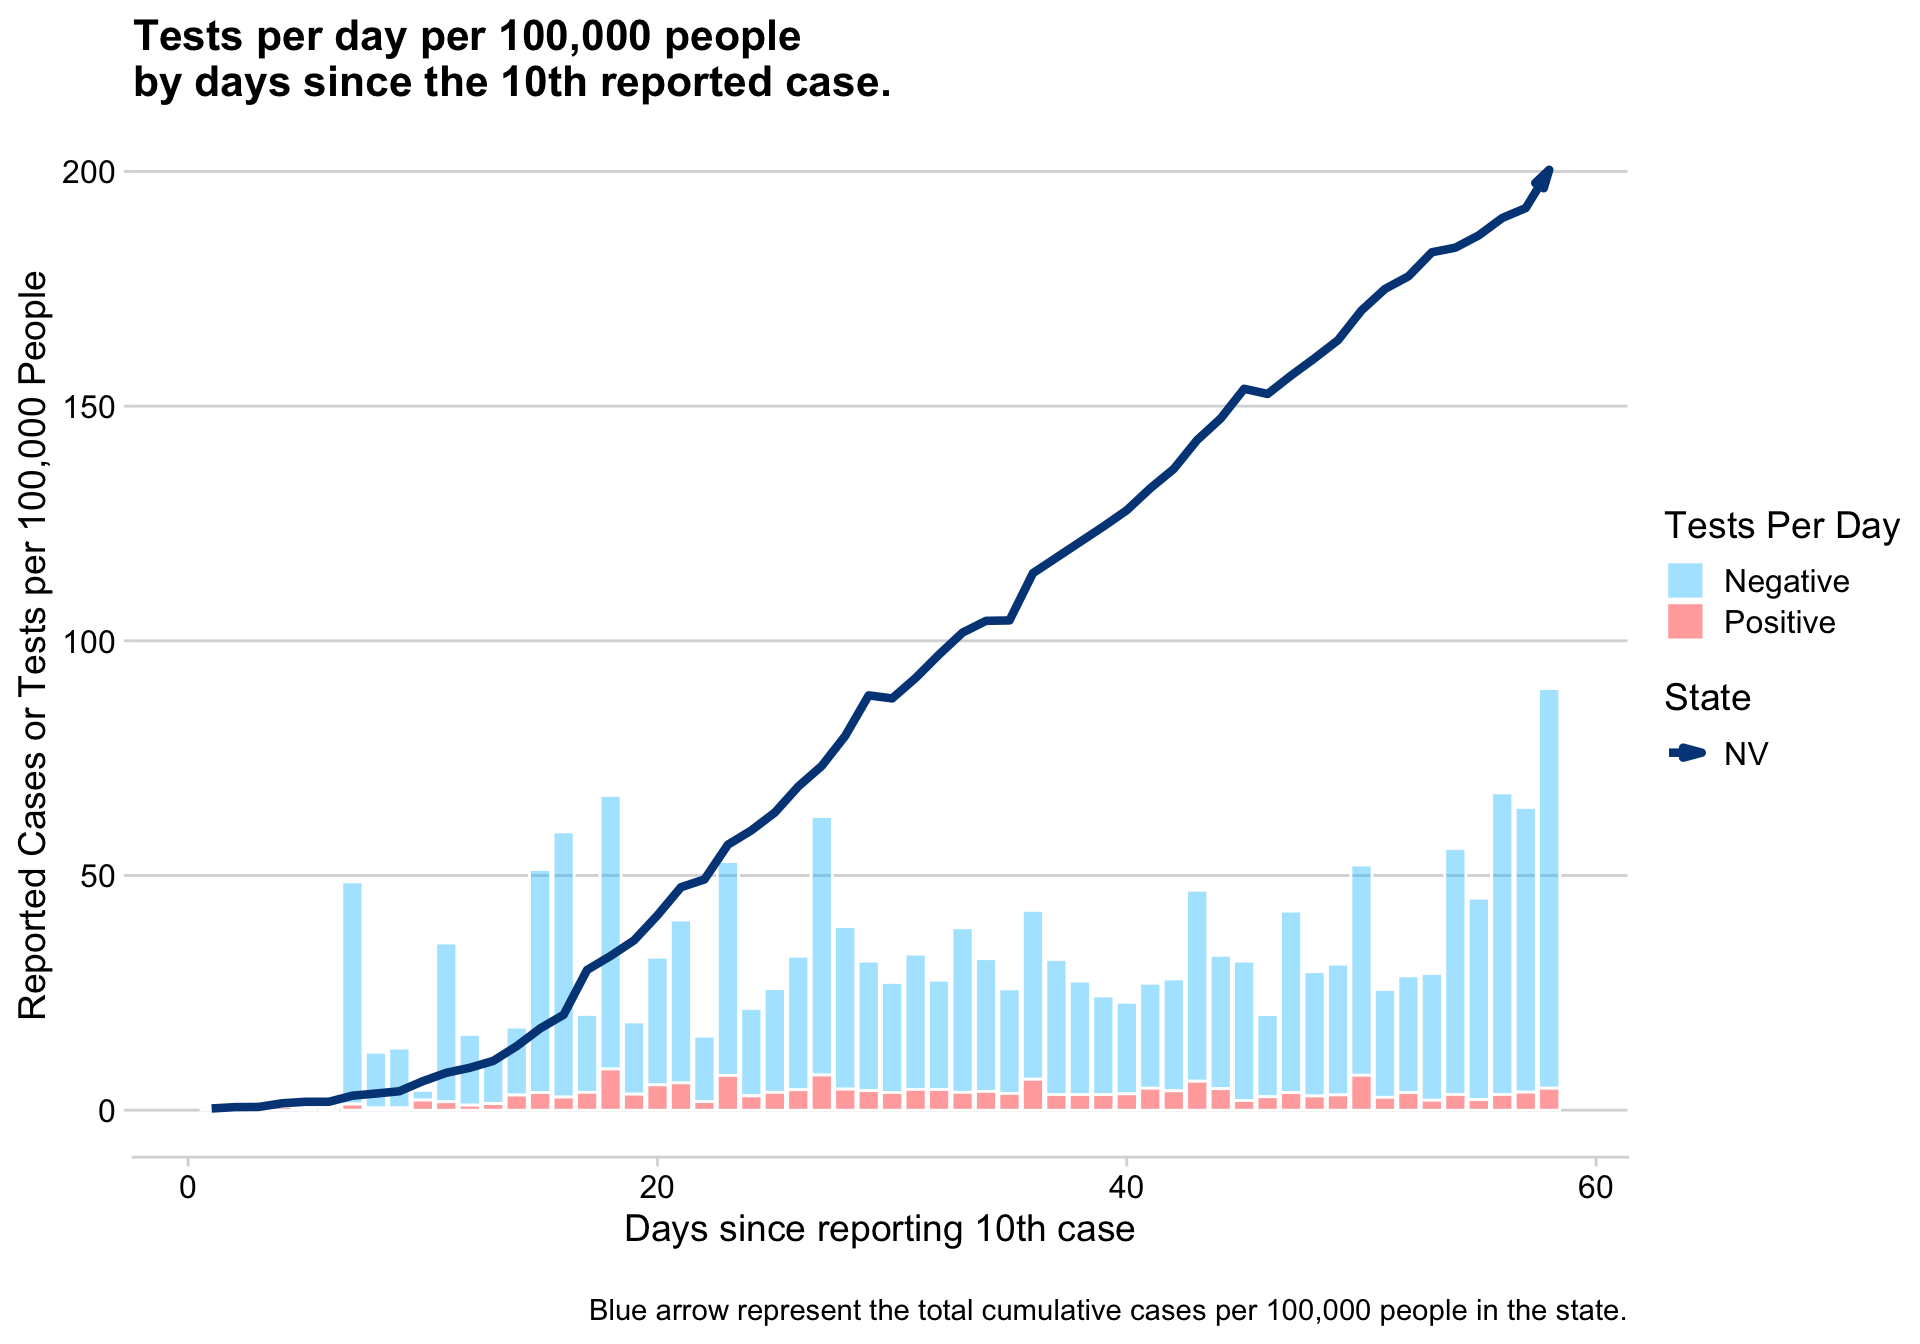 Tests per day per 100,000 people
by days since the 10th reported case.
Reported Cases or Tests per 100,000 People
200
150
100
50
0
0
20
40
60
Days since reporting 10th case
Tests Per Day
Negative
Positive
State
NV
Blue arrow represent the total cumulative cases per 100,000 people in the state.